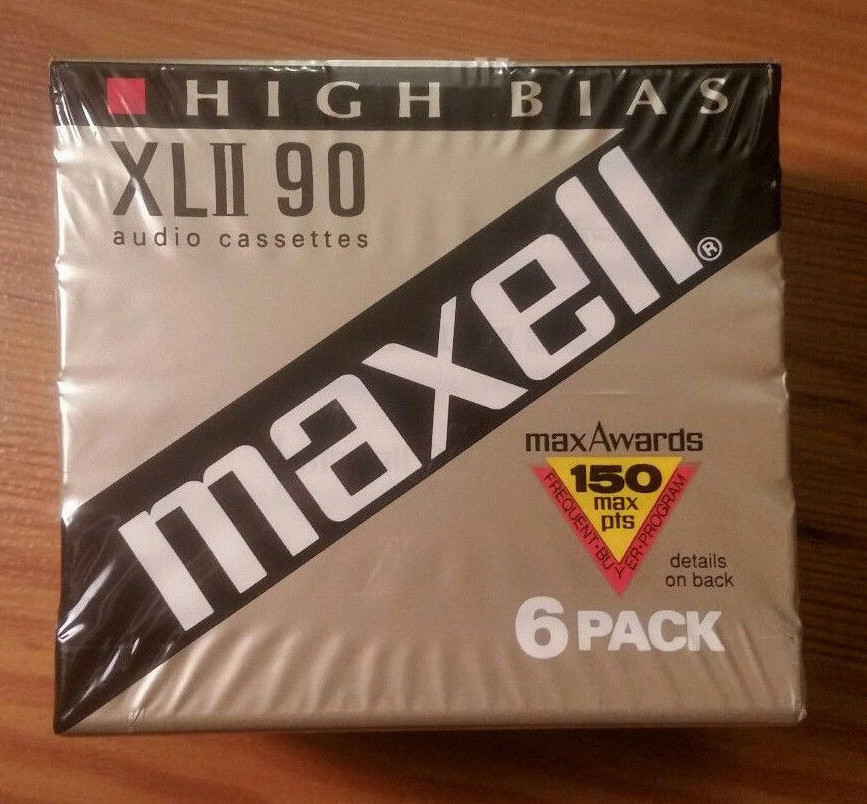 HIGH BIAS
XLII 90
audio cassettes
maxell®
maxAwards
150
max
pts
FREQUENT·BUYER·PROGRAM
details
on back
6 PACK